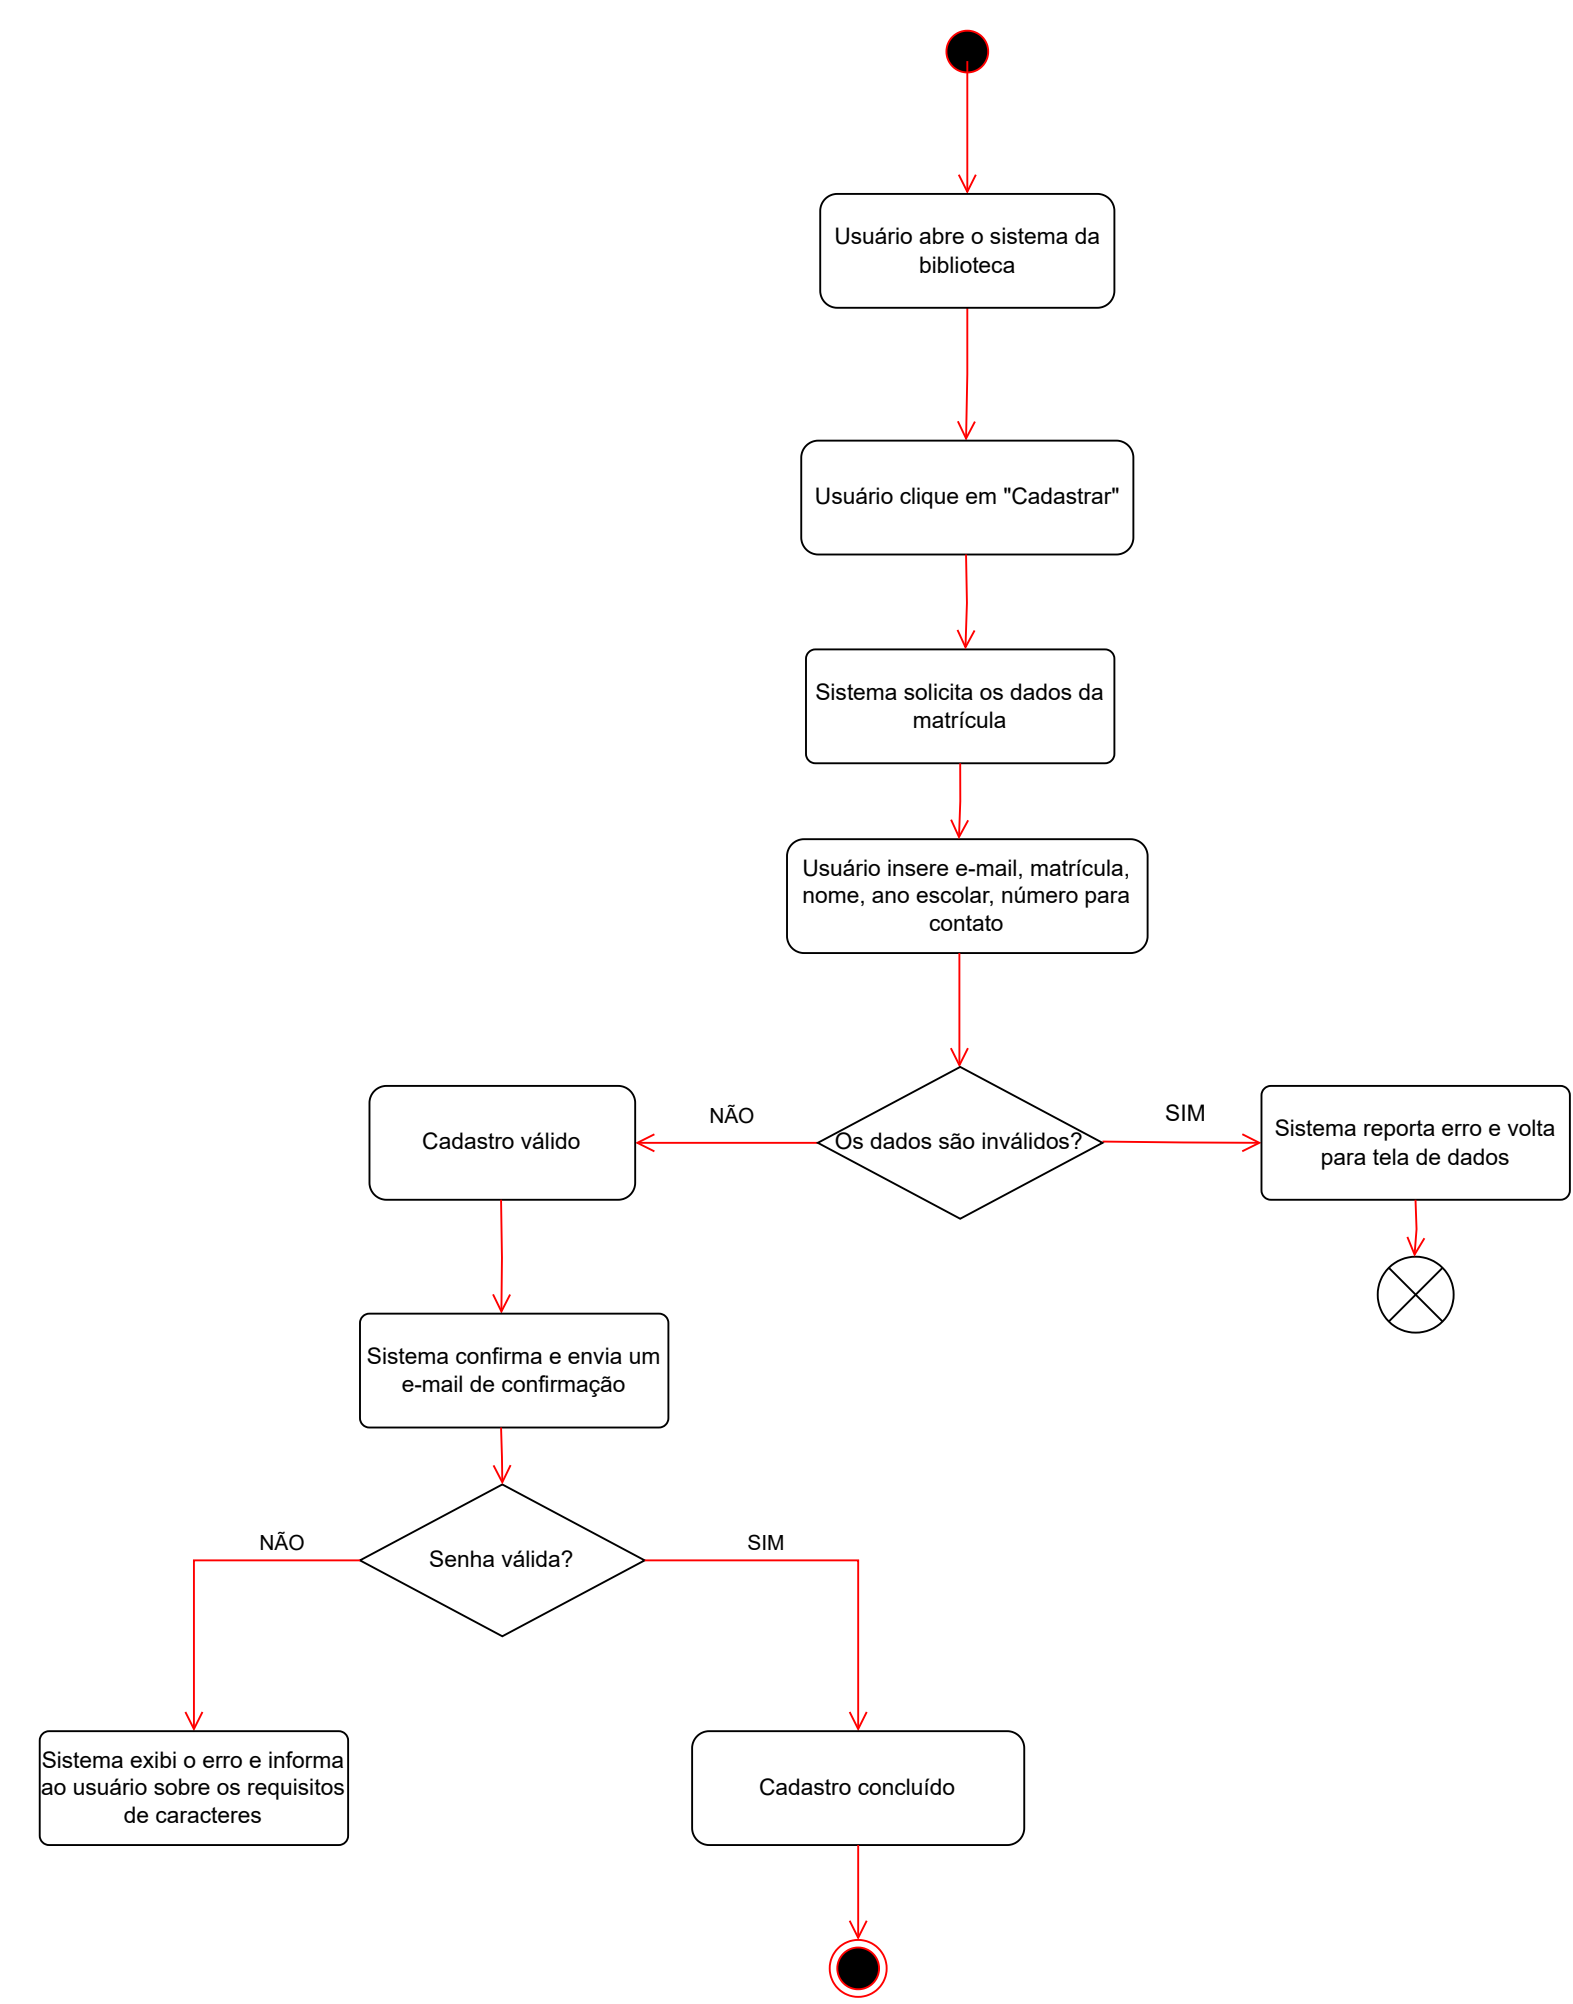 Usuário abre o sistema da
biblioteca
Usuário clique em "Cadastrar"
Sistema solicita os dados da
matrícula
Usuário insere e-mail, matrícula,
nome, ano escolar, número para
contato
Os dados são inválidos?
NÃO
SIM
Cadastro válido
Sistema reporta erro e volta
para tela de dados
Sistema confirma e envia um
e-mail de confirmação
Senha válida?
NÃO
SIM
Sistema exibi o erro e informa
ao usuário sobre os requisitos
de caracteres
Cadastro concluído